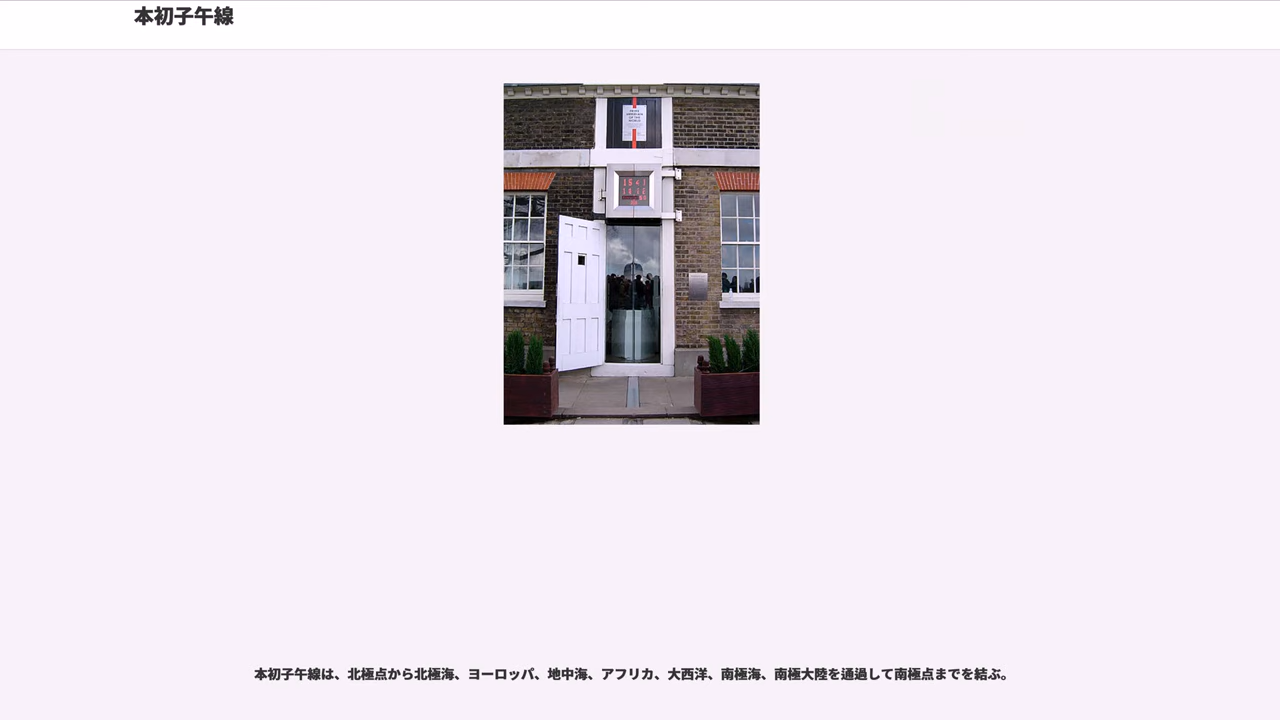 本初子午線
本初子午線は、北極点から北極海、ヨーロッパ、地中海、アフリカ、大西洋、南極海、南極大陸を通過して南極点までを結ぶ。